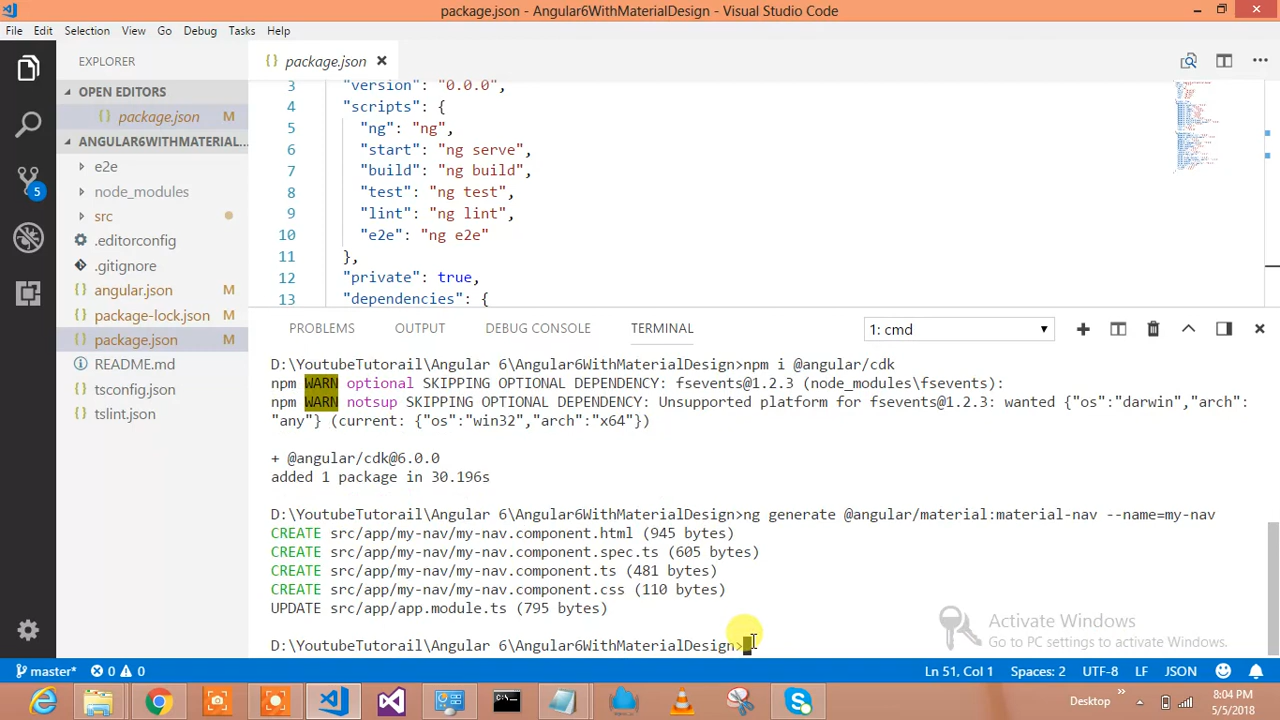 package.json - Angular6WithMaterialDesign - Visual Studio Code
File Edit Selection View Go Debug Tasks Help
EXPLORER
{} package.json
OPEN EDITORS
{} package.json M
ANGULAR6WITHMATERIAL...
e2e
node_modules
src
.editorconfig
.gitignore
{} angular.json M
{} package-lock.json M
{} package.json M
README.md
{} tsconfig.json
{} tslint.json
5
3 "version": "0.0.0",
4 "scripts": {
5 "ng": "ng",
6 "start": "ng serve",
7 "build": "ng build",
8 "test": "ng test",
9 "lint": "ng lint",
10 "e2e": "ng e2e"
11 },
12 "private": true,
13 "dependencies": {
PROBLEMS OUTPUT DEBUG CONSOLE TERMINAL 1: cmd
D:\YoutubeTutorail\Angular 6\Angular6WithMaterialDesign>npm i @angular/cdk
npm WARN optional SKIPPING OPTIONAL DEPENDENCY: fsevents@1.2.3 (node_modules\fsevents):
npm WARN notsup SKIPPING OPTIONAL DEPENDENCY: Unsupported platform for fsevents@1.2.3: wanted {"os":"darwin","arch":
"any"} (current: {"os":"win32","arch":"x64"})
+ @angular/cdk@6.0.0
added 1 package in 30.196s
D:\YoutubeTutorail\Angular 6\Angular6WithMaterialDesign>ng generate @angular/material:material-nav --name=my-nav
CREATE src/app/my-nav/my-nav.component.html (945 bytes)
CREATE src/app/my-nav/my-nav.component.spec.ts (605 bytes)
CREATE src/app/my-nav/my-nav.component.ts (481 bytes)
CREATE src/app/my-nav/my-nav.component.css (110 bytes)
UPDATE src/app/app.module.ts (795 bytes)
D:\YoutubeTutorail\Angular 6\Angular6WithMaterialDesign>
Activate Windows
Go to PC settings to activate Windows.
master* 0 0 Ln 51, Col 1 Spaces: 2 UTF-8 LF JSON
Desktop
8:04 PM
5/5/2018